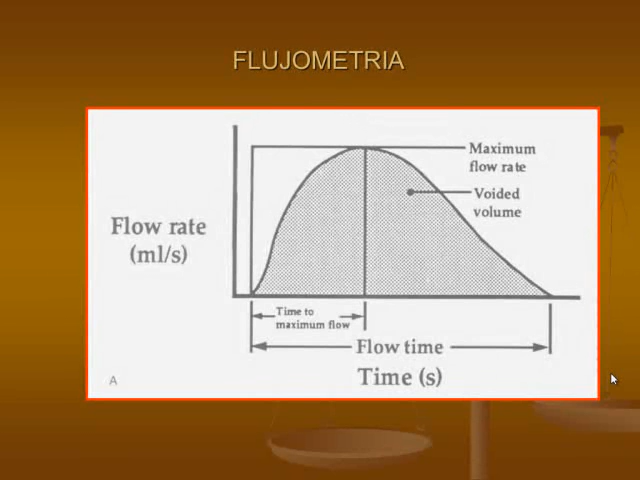 FLUJOMETRIA
Maximum
flow rate
Voided
volume
Flow rate
(ml/s)
Time to
maximum flow
Flow time
Time (s)
A